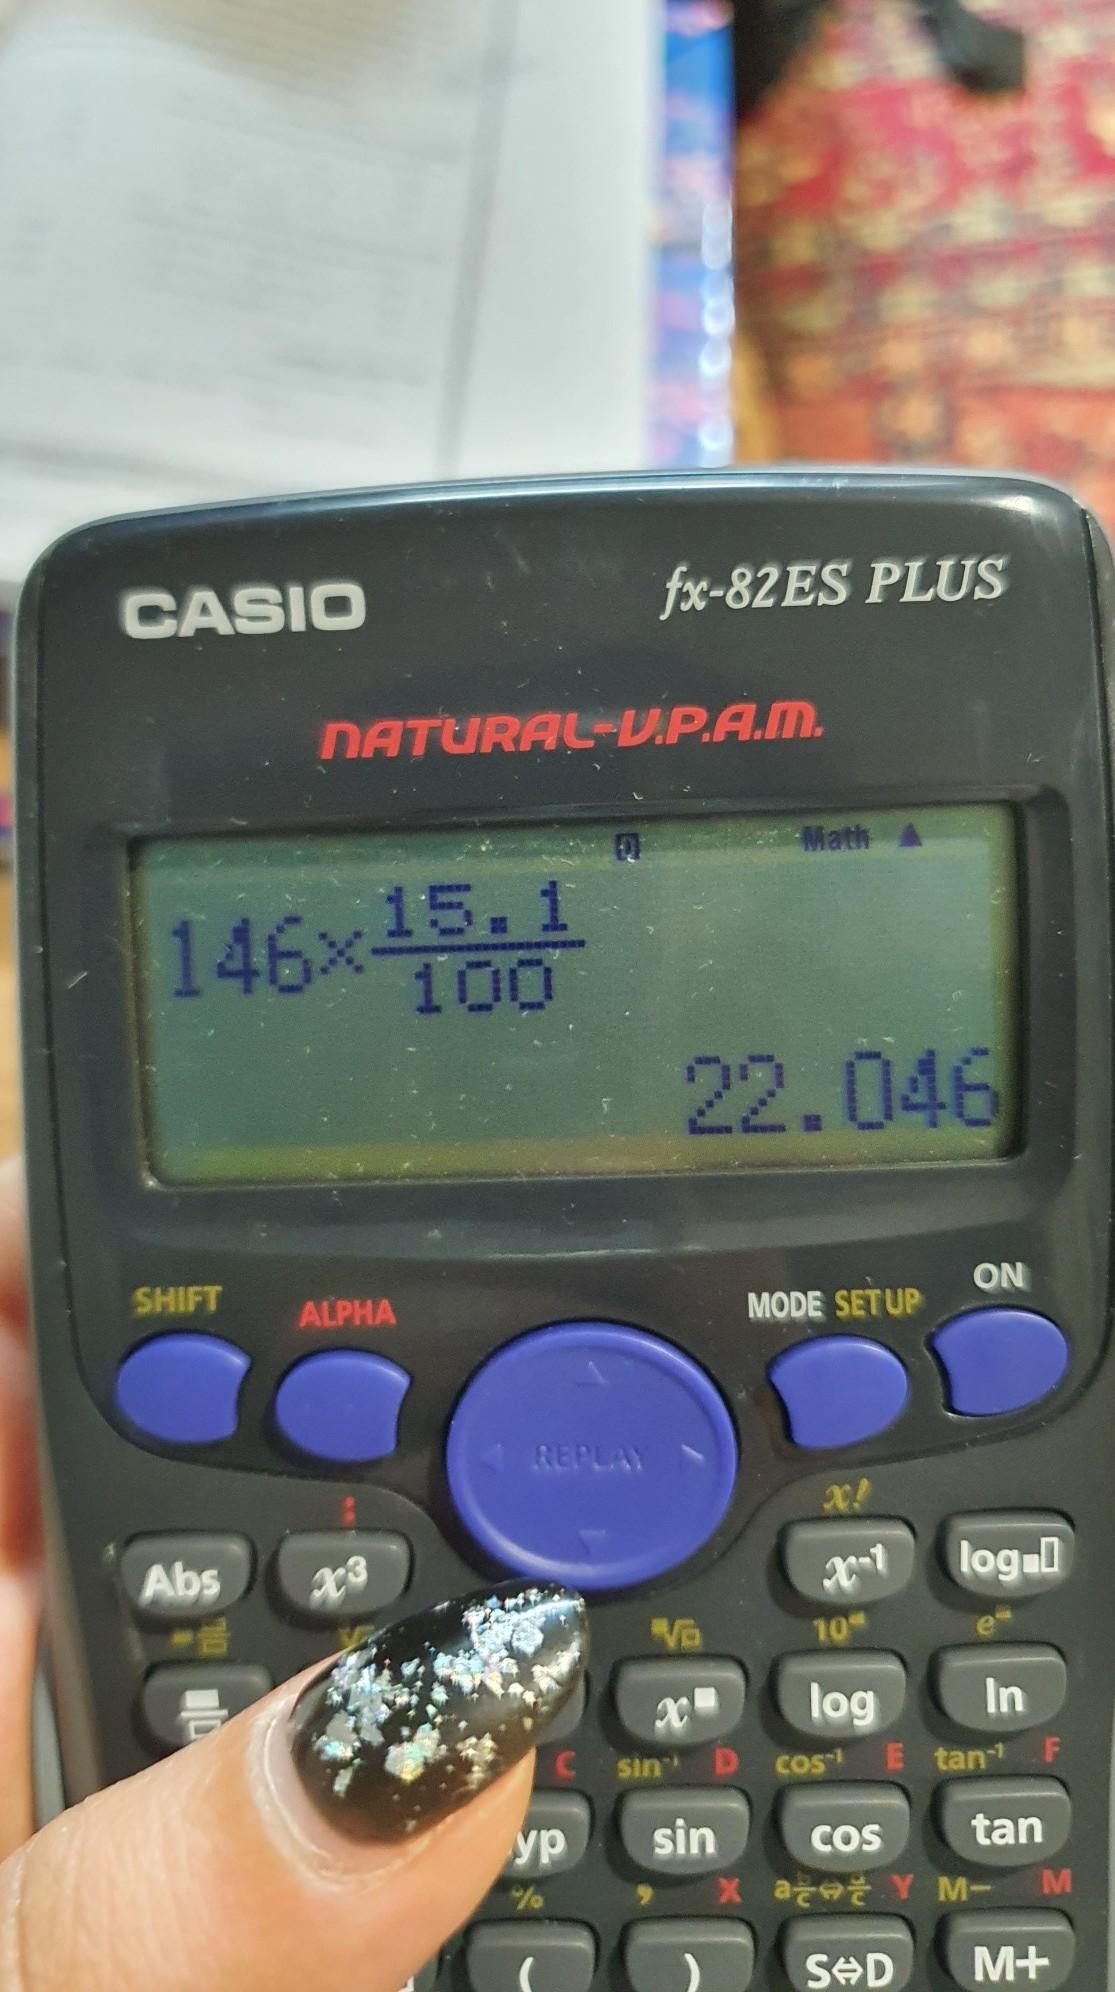 CASIO fx-82ES PLUS
NATURAL-V.P.A.M.
D Math ▲
146×15.1/100
22.046
SHIFT ALPHA MODE SETUP ON
REPLAY
: x!
Abs x³ x⁻¹ log
10 e
x log ln
C sin⁻¹ D cos⁻¹ E tan⁻¹ F
yp sin cos tan
% , X a b/c⇔d/c Y M− M
( ) S⇔D M+